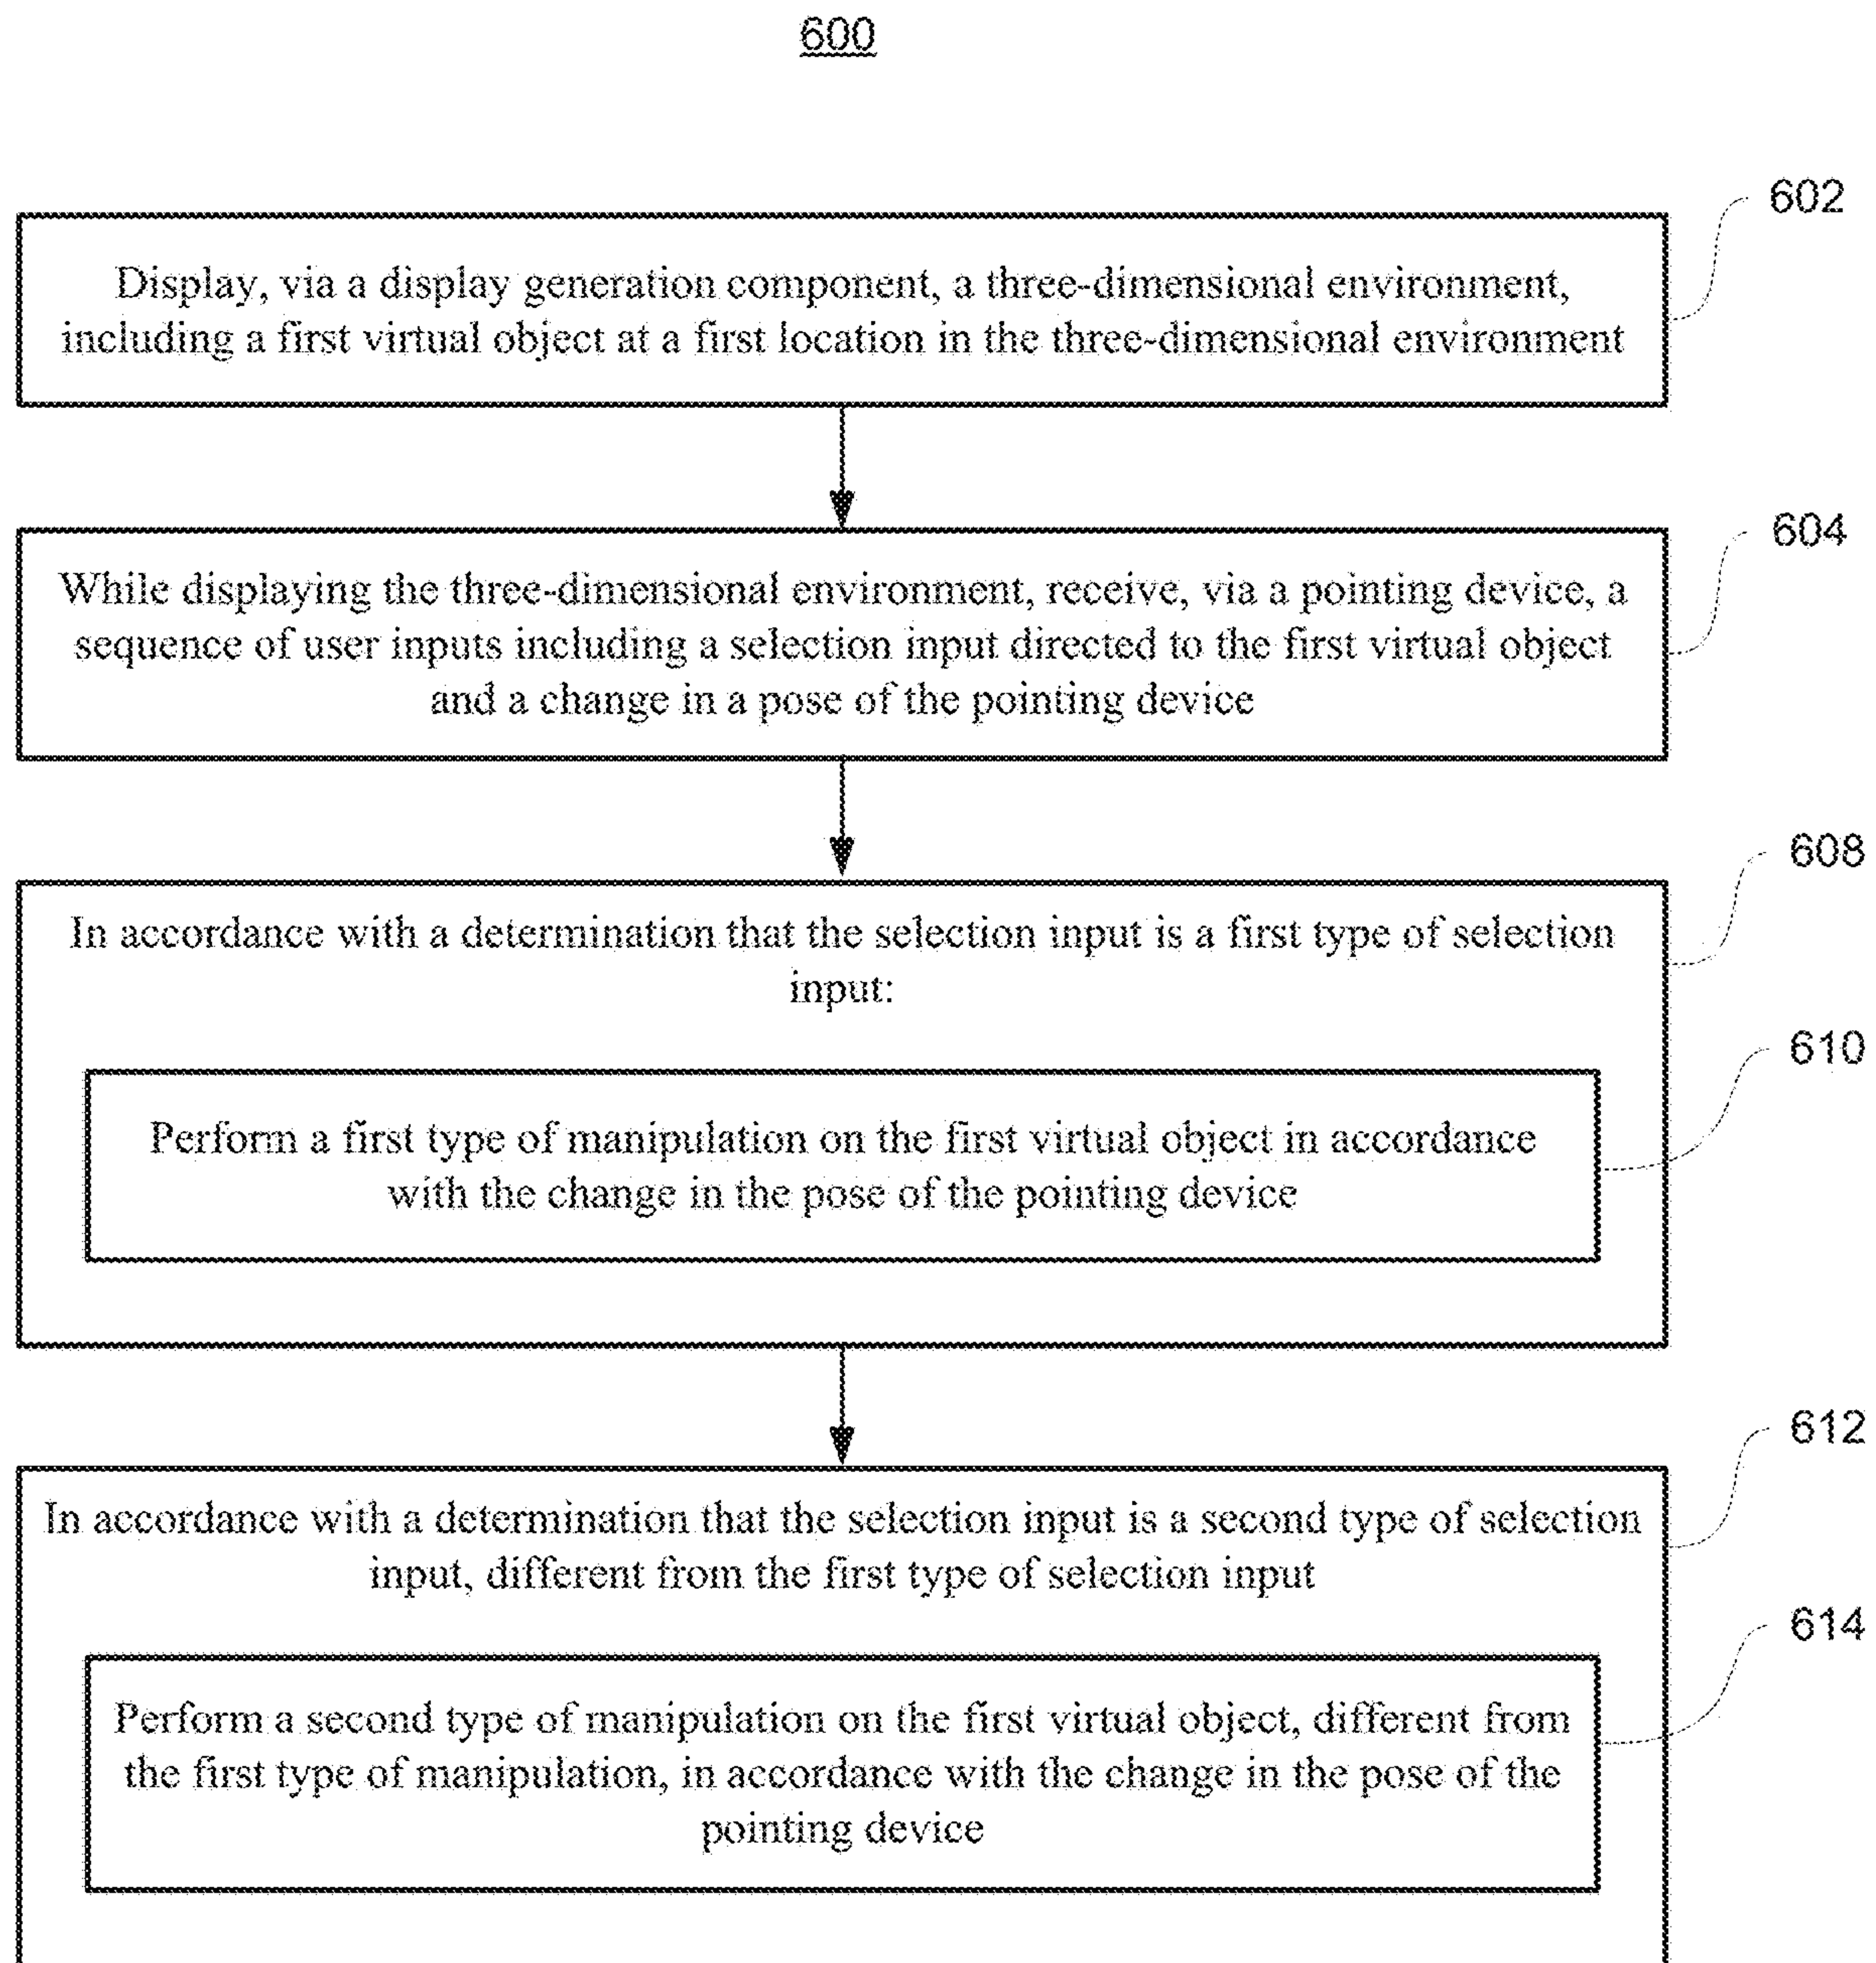 600
602
Display, via a display generation component, a three-dimensional environment,
including a first virtual object at a first location in the three-dimensional environment
604
While displaying the three-dimensional environment, receive, via a pointing device, a
sequence of user inputs including a selection input directed to the first virtual object
and a change in a pose of the pointing device
608
In accordance with a determination that the selection input is a first type of selection
input:
610
Perform a first type of manipulation on the first virtual object in accordance
with the change in the pose of the pointing device
612
In accordance with a determination that the selection input is a second type of selection
input, different from the first type of selection input
614
Perform a second type of manipulation on the first virtual object, different from
the first type of manipulation, in accordance with the change in the pose of the
pointing device